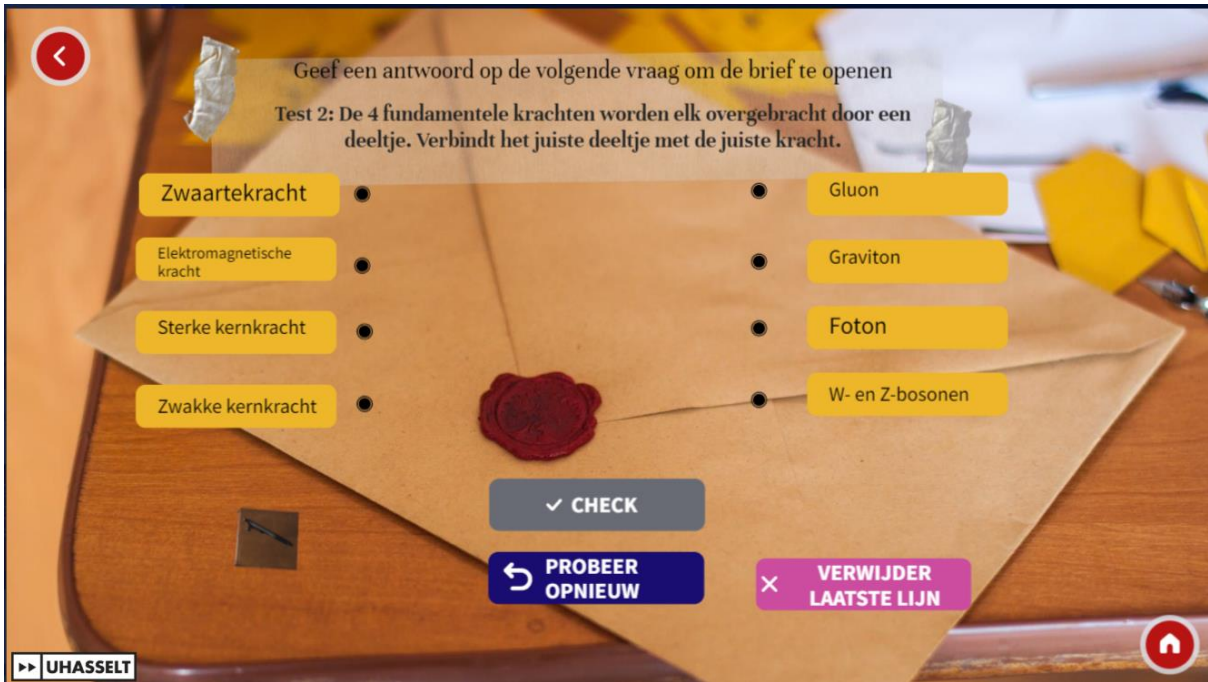 Geef een antwoord op de volgende vraag om de brief te openen
Test 2: De 4 fundamentele krachten worden elk overgebracht door een
deeltje. Verbindt het juiste deeltje met de juiste kracht.
Zwaartekracht
Gluon
Elektromagnetische
kracht
Graviton
Sterke kernkracht
Foton
Zwakke kernkracht
W- en Z-bosonen
CHECK
PROBEER
OPNIEUW
VERWIJDER
LAATSTE LIJN
UHASSELT